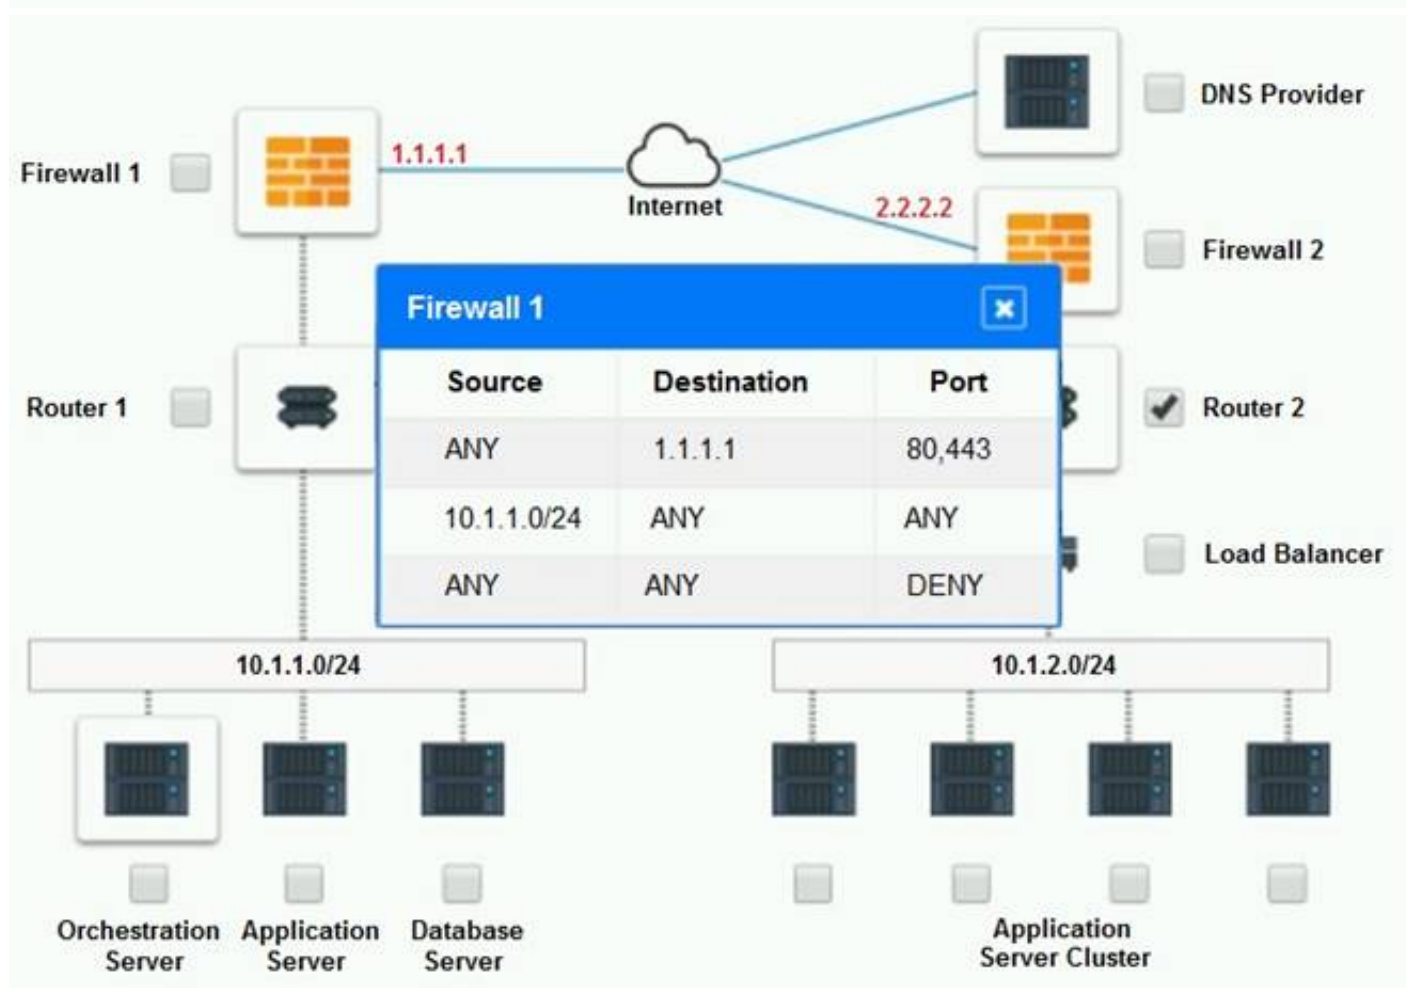 DNS Provider
Firewall 1
1.1.1.1
Internet
2.2.2.2
Firewall 2
Firewall 1
Source Destination Port
ANY 1.1.1.1 80,443
10.1.1.0/24 ANY ANY
ANY ANY DENY
Router 1
Router 2
Load Balancer
10.1.1.0/24
10.1.2.0/24
Orchestration
Server
Application
Server
Database
Server
Application
Server Cluster